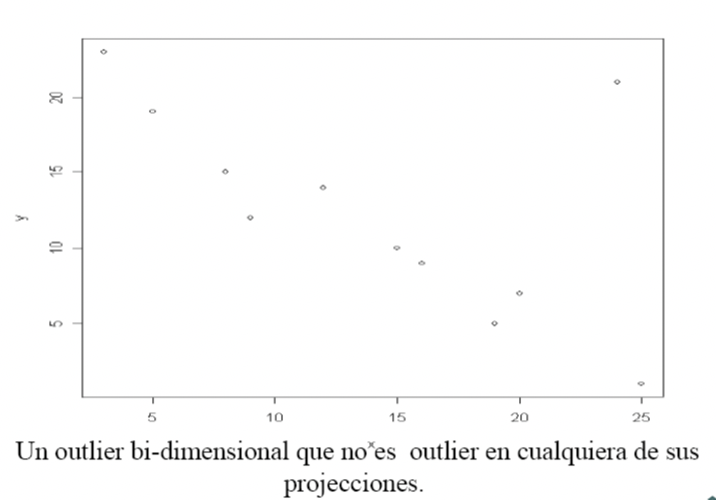 20
15
y
10
5
5 10 15 20 25
x
Un outlier bi-dimensional que no es outlier en cualquiera de sus
projecciones.